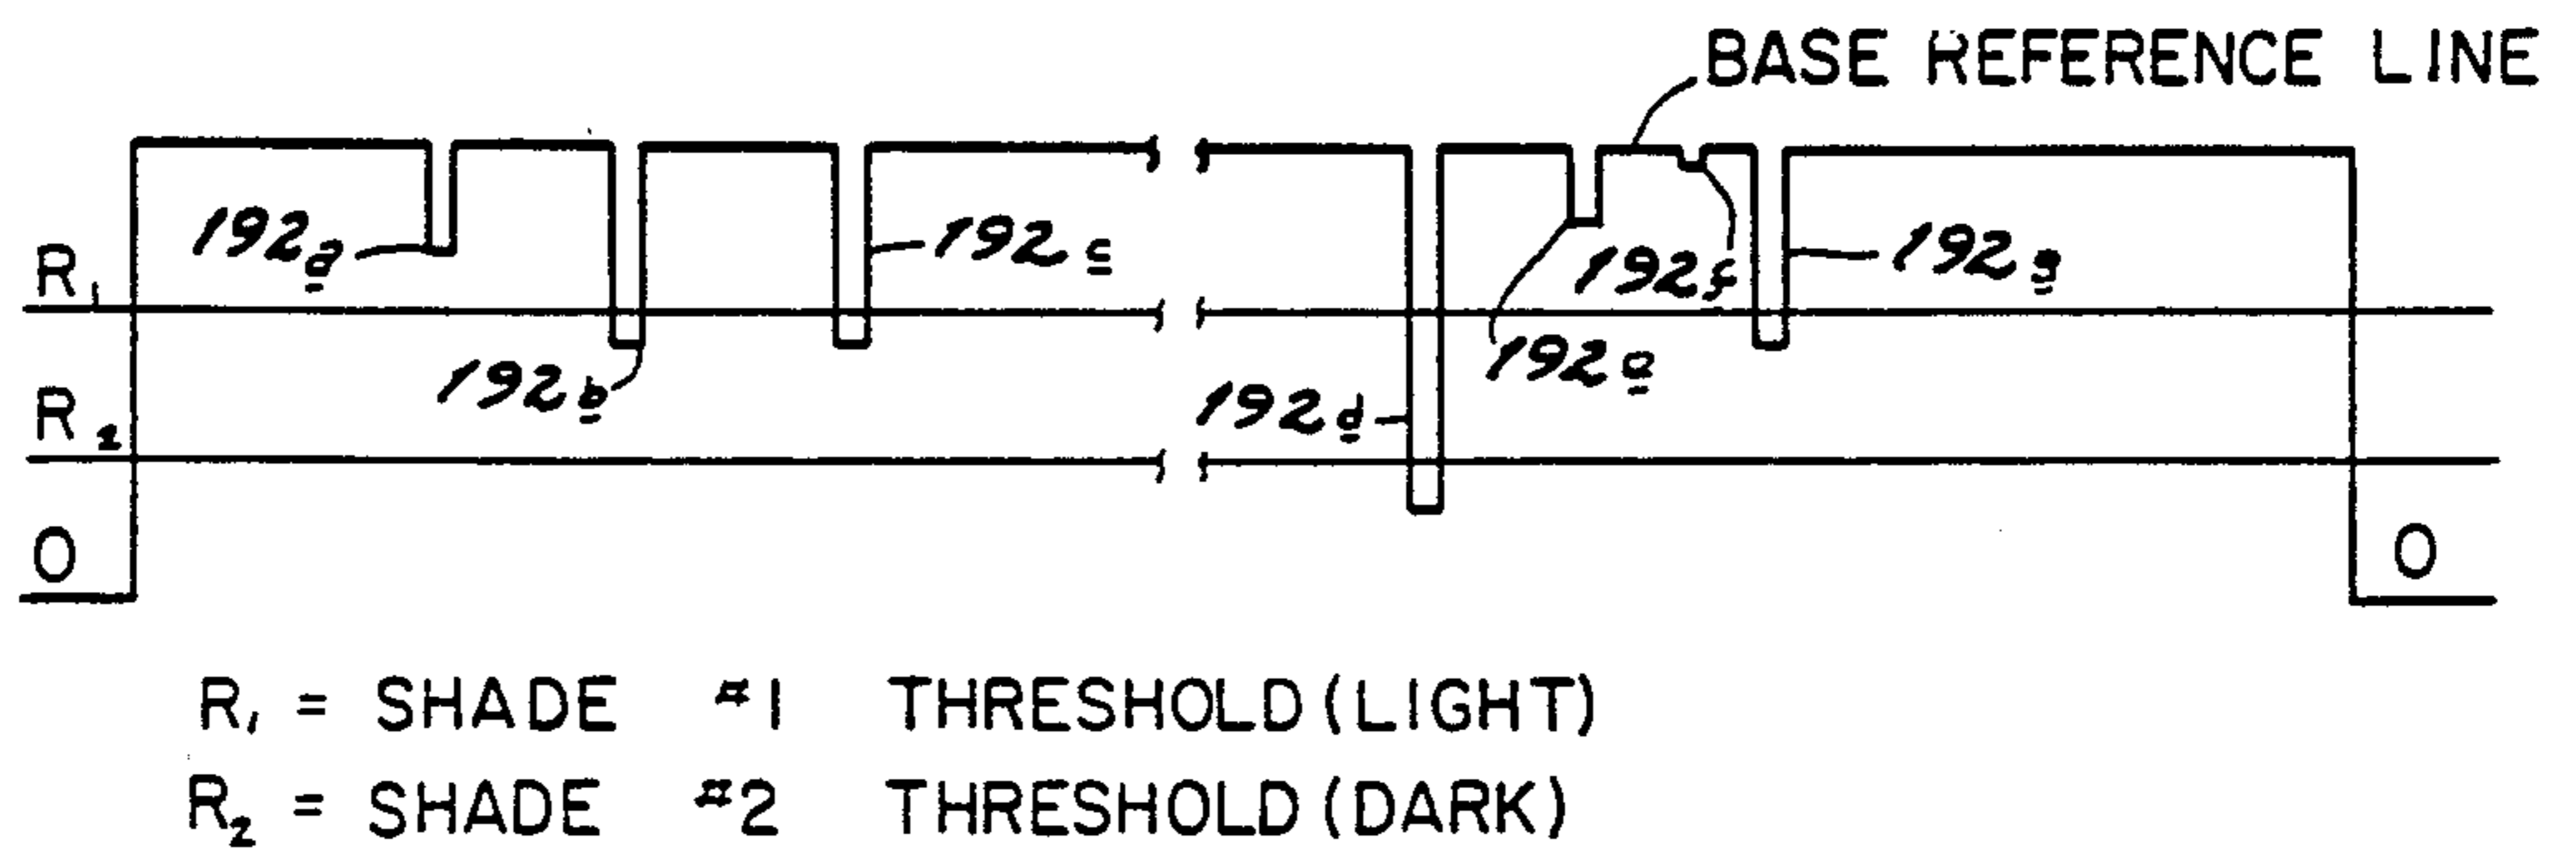 BASE REFERENCE LINE
192a
192c
192f
192g
R1
192b
192e
R2
192d
O
O
R1 = SHADE #1 THRESHOLD (LIGHT)
R2 = SHADE #2 THRESHOLD (DARK)